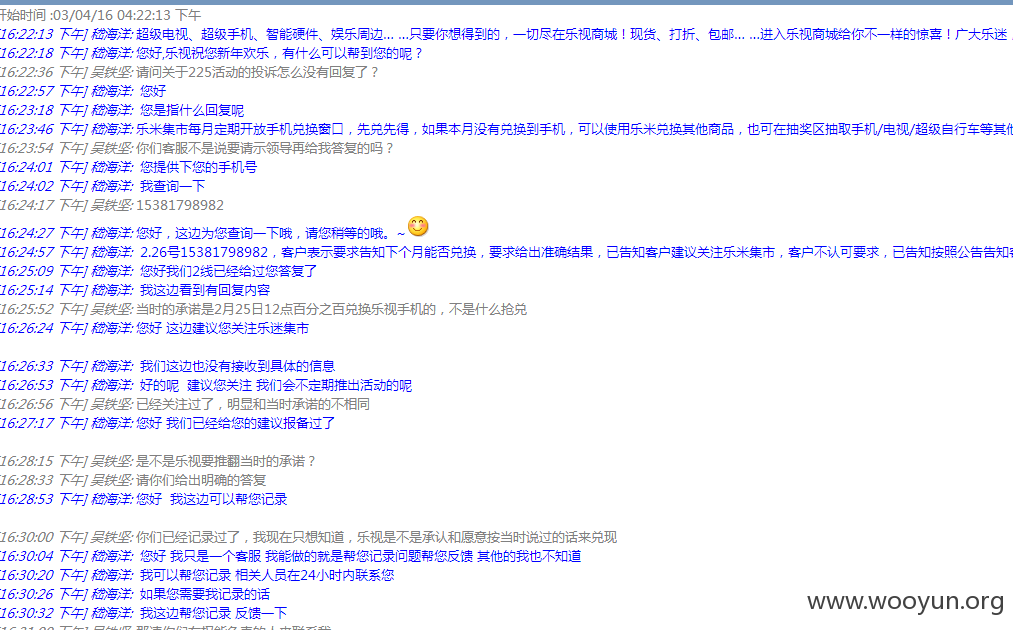 开始时间 :03/04/16 04:22:13 下午
[16:22:13 下午] 嵇海洋: 超级电视、超级手机、智能硬件、娱乐周边... ...只要你想得到的，一切尽在乐视商城！现货、打折、包邮... ...进入乐视商城给你不一样的惊喜！广大乐迷，
[16:22:18 下午] 嵇海洋: 您好,乐视祝您新年欢乐，有什么可以帮到您的呢？
[16:22:36 下午] 吴铁坚: 请问关于225活动的投诉怎么没有回复了？
[16:22:57 下午] 嵇海洋: 您好
[16:23:18 下午] 嵇海洋: 您是指什么回复呢
[16:23:46 下午] 嵇海洋: 乐米集市每月定期开放手机兑换窗口，先兑先得，如果本月没有兑换到手机，可以使用乐米兑换其他商品，也可在抽奖区抽取手机/电视/超级自行车等其他
[16:23:54 下午] 吴铁坚: 你们客服不是说要请示领导再给我答复的吗？
[16:24:01 下午] 嵇海洋: 您提供下您的手机号
[16:24:02 下午] 嵇海洋: 我查询一下
[16:24:17 下午] 吴铁坚: 15381798982
[16:24:27 下午] 嵇海洋: 您好，这边为您查询一下哦，请您稍等的哦。~
[16:24:57 下午] 嵇海洋: 2.26号15381798982，客户表示要求告知下个月能否兑换，要求给出准确结果，已告知客户建议关注乐米集市，客户不认可要求，已告知按照公告告知客
[16:25:09 下午] 嵇海洋: 您好我们2线已经给过您答复了
[16:25:14 下午] 嵇海洋: 我这边看到有回复内容
[16:25:52 下午] 吴铁坚: 当时的承诺是2月25日12点百分之百兑换乐视手机的，不是什么抢兑
[16:26:24 下午] 嵇海洋: 您好 这边建议您关注乐迷集市
[16:26:33 下午] 嵇海洋: 我们这边也没有接收到具体的信息
[16:26:53 下午] 嵇海洋: 好的呢 建议您关注 我们会不定期推出活动的呢
[16:26:56 下午] 吴铁坚: 已经关注过了，明显和当时承诺的不相同
[16:27:17 下午] 嵇海洋: 您好 我们已经给您的建议报备过了
[16:28:15 下午] 吴铁坚: 是不是乐视要推翻当时的承诺？
[16:28:33 下午] 吴铁坚: 请你们给出明确的答复
[16:28:53 下午] 嵇海洋: 您好 我这边可以帮您记录
[16:30:00 下午] 吴铁坚: 你们已经记录过了，我现在只想知道，乐视是不是承认和愿意按当时说过的话来兑现
[16:30:04 下午] 嵇海洋: 您好 我只是一个客服 我能做的就是帮您记录问题帮您反馈 其他的我也不知道
[16:30:20 下午] 嵇海洋: 我可以帮您记录 相关人员在24小时内联系您
[16:30:26 下午] 嵇海洋: 如果您需要我记录的话
[16:30:32 下午] 嵇海洋: 我这边帮您记录 反馈一下
www.wooyun.org